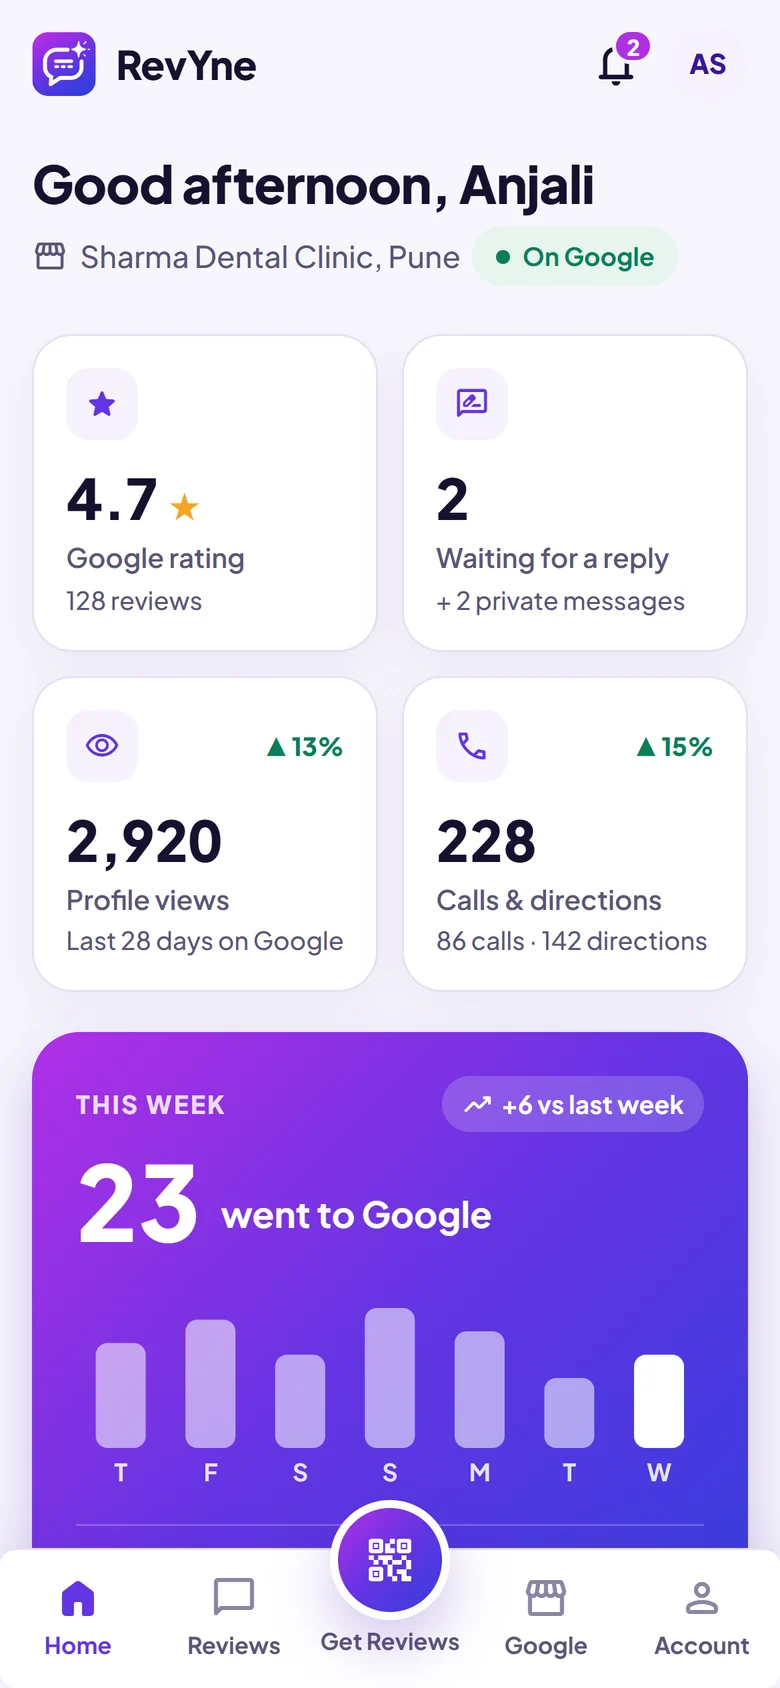 RevYne
2
AS
Good afternoon, Anjali
Sharma Dental Clinic, Pune
On Google
4.7 ★
Google rating
128 reviews
2
Waiting for a reply
+ 2 private messages
▲ 13%
2,920
Profile views
Last 28 days on Google
▲ 15%
228
Calls & directions
86 calls · 142 directions
THIS WEEK
+6 vs last week
23 went to Google
T F S S M T W
Home
Reviews
Get Reviews
Google
Account